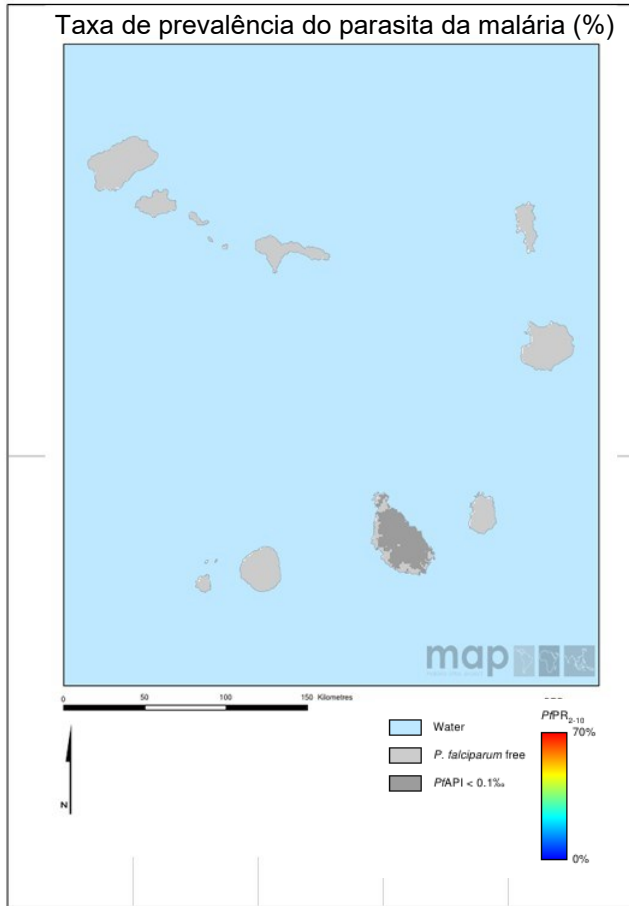 Taxa de prevalência do parasita da malária (%)
map
0 50 100 150 Kilometres
Water
P. falciparum free
PfAPI < 0.1‰
PfPR2-10
70%
0%
N